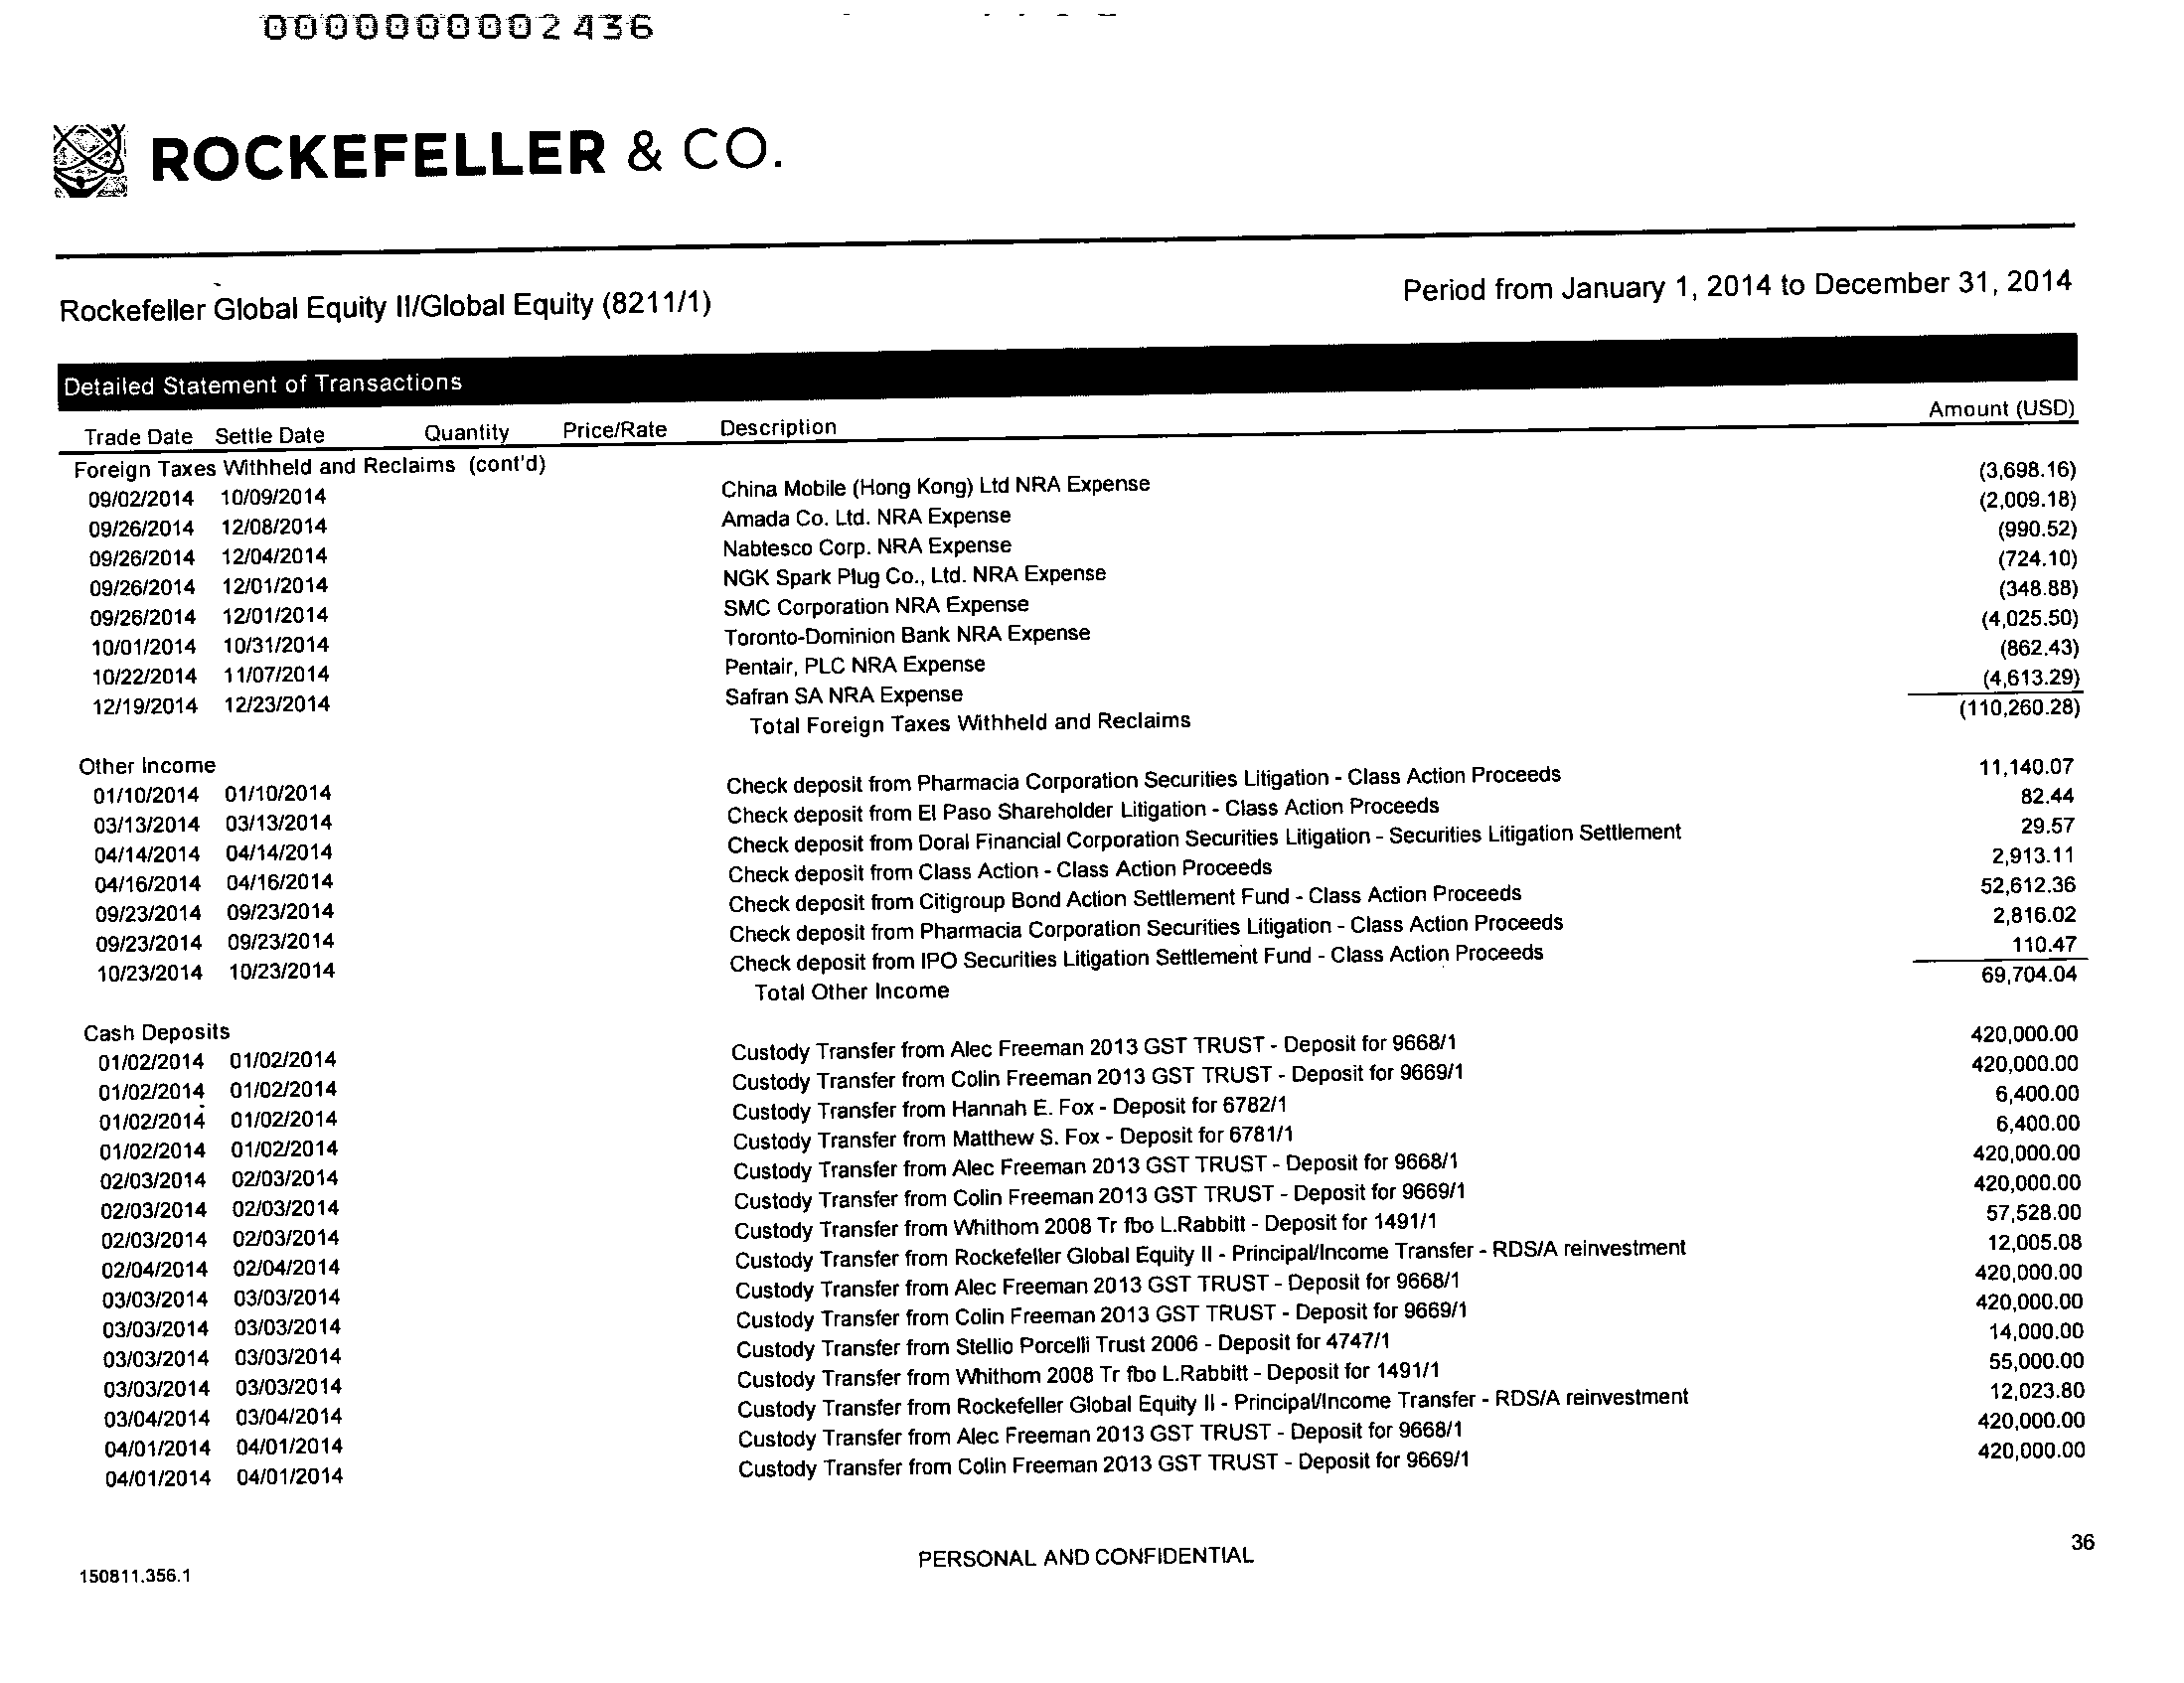 0000000002436
ROCKEFELLER & CO.
Rockefeller Global Equity II/Global Equity (8211/1) Period from January 1, 2014 to December 31, 2014
Detailed Statement of Transactions
Trade Date Settle Date Quantity Price/Rate Description Amount (USD)
Foreign Taxes Withheld and Reclaims (cont'd)
09/02/2014 10/09/2014 China Mobile (Hong Kong) Ltd NRA Expense (3,698.16)
09/26/2014 12/08/2014 Amada Co. Ltd. NRA Expense (2,009.18)
09/26/2014 12/04/2014 Nabtesco Corp. NRA Expense (990.52)
09/26/2014 12/01/2014 NGK Spark Plug Co., Ltd. NRA Expense (724.10)
09/26/2014 12/01/2014 SMC Corporation NRA Expense (348.88)
10/01/2014 10/31/2014 Toronto-Dominion Bank NRA Expense (4,025.50)
10/22/2014 11/07/2014 Pentair, PLC NRA Expense (862.43)
12/19/2014 12/23/2014 Safran SA NRA Expense (4,613.29)
Total Foreign Taxes Withheld and Reclaims (110,260.28)
Other Income
01/10/2014 01/10/2014 Check deposit from Pharmacia Corporation Securities Litigation - Class Action Proceeds 11,140.07
03/13/2014 03/13/2014 Check deposit from El Paso Shareholder Litigation - Class Action Proceeds 82.44
04/14/2014 04/14/2014 Check deposit from Doral Financial Corporation Securities Litigation - Securities Litigation Settlement 29.57
04/16/2014 04/16/2014 Check deposit from Class Action - Class Action Proceeds 2,913.11
09/23/2014 09/23/2014 Check deposit from Citigroup Bond Action Settlement Fund - Class Action Proceeds 52,612.36
09/23/2014 09/23/2014 Check deposit from Pharmacia Corporation Securities Litigation - Class Action Proceeds 2,816.02
10/23/2014 10/23/2014 Check deposit from IPO Securities Litigation Settlement Fund - Class Action Proceeds 110.47
Total Other Income 69,704.04
Cash Deposits
01/02/2014 01/02/2014 Custody Transfer from Alec Freeman 2013 GST TRUST - Deposit for 9668/1 420,000.00
01/02/2014 01/02/2014 Custody Transfer from Colin Freeman 2013 GST TRUST - Deposit for 9669/1 420,000.00
01/02/2014 01/02/2014 Custody Transfer from Hannah E. Fox - Deposit for 6782/1 6,400.00
01/02/2014 01/02/2014 Custody Transfer from Matthew S. Fox - Deposit for 6781/1 6,400.00
02/03/2014 02/03/2014 Custody Transfer from Alec Freeman 2013 GST TRUST - Deposit for 9668/1 420,000.00
02/03/2014 02/03/2014 Custody Transfer from Colin Freeman 2013 GST TRUST - Deposit for 9669/1 420,000.00
02/03/2014 02/03/2014 Custody Transfer from Whithom 2008 Tr fbo L.Rabbitt - Deposit for 1491/1 57,528.00
02/04/2014 02/04/2014 Custody Transfer from Rockefeller Global Equity II - Principal/Income Transfer - RDS/A reinvestment 12,005.08
03/03/2014 03/03/2014 Custody Transfer from Alec Freeman 2013 GST TRUST - Deposit for 9668/1 420,000.00
03/03/2014 03/03/2014 Custody Transfer from Colin Freeman 2013 GST TRUST - Deposit for 9669/1 420,000.00
03/03/2014 03/03/2014 Custody Transfer from Stellio Porcelli Trust 2006 - Deposit for 4747/1 14,000.00
03/03/2014 03/03/2014 Custody Transfer from Whithom 2008 Tr fbo L.Rabbitt - Deposit for 1491/1 55,000.00
03/04/2014 03/04/2014 Custody Transfer from Rockefeller Global Equity II - Principal/Income Transfer - RDS/A reinvestment 12,023.80
04/01/2014 04/01/2014 Custody Transfer from Alec Freeman 2013 GST TRUST - Deposit for 9668/1 420,000.00
04/01/2014 04/01/2014 Custody Transfer from Colin Freeman 2013 GST TRUST - Deposit for 9669/1 420,000.00
150811.356.1 PERSONAL AND CONFIDENTIAL 36